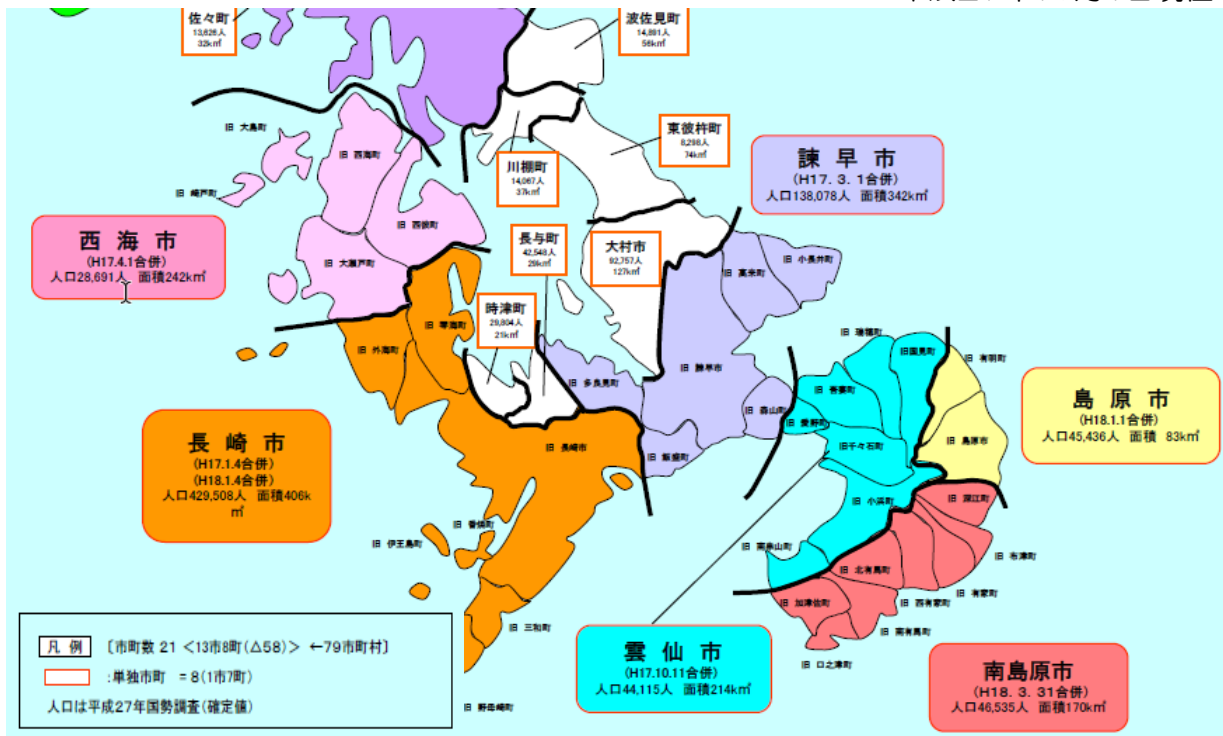 佐々町
13,626人
32k㎡
波佐見町
14,891人
56k㎡
旧 大島町
東彼杵町
8,298人
74k㎡
旧 西海町
川棚町
14,067人
37k㎡
諫早市
(H17. 3. 1合併)
人口138,078人 面積342k㎡
旧 崎戸町
旧 西彼町
西海市
(H17.4.1合併)
人口28,691人 面積242k㎡
長与町
42,548人
29k㎡
大村市
92,757人
127k㎡
旧 大瀬戸町
旧 高来町
旧 小長井町
時津町
29,804人
21k㎡
旧 琴海町
旧 外海町
旧 瑞穂町
旧国見町
旧 有明町
旧 多良見町
旧 諫早市
旧 吾妻町
旧 森山町
旧 愛野町
島原市
(H18.1.1合併)
人口45,436人 面積 83k㎡
長崎市
(H17.1.4合併)
(H18.1.4合併)
人口429,508人 面積406k
㎡
旧 長崎市
旧 飯盛町
旧千々石町
旧 島原市
旧 小浜町
旧 深江町
旧 香焼町
旧 伊王島町
旧 南串山町
旧 布津町
旧 北有馬町
旧 有家町
旧 西有家町
旧 加津佐町
旧 南有馬町
旧 三和町
旧 口之津町
旧 野母崎町
雲仙市
(H17.10.11合併)
人口44,115人 面積214k㎡
南島原市
(H18. 3. 31合併)
人口46,535人 面積170k㎡
凡 例 〔市町数 21 <13市8町(△58)> ←79市町村〕
:単独市町 =8(1市7町)
人口は平成27年国勢調査(確定値)